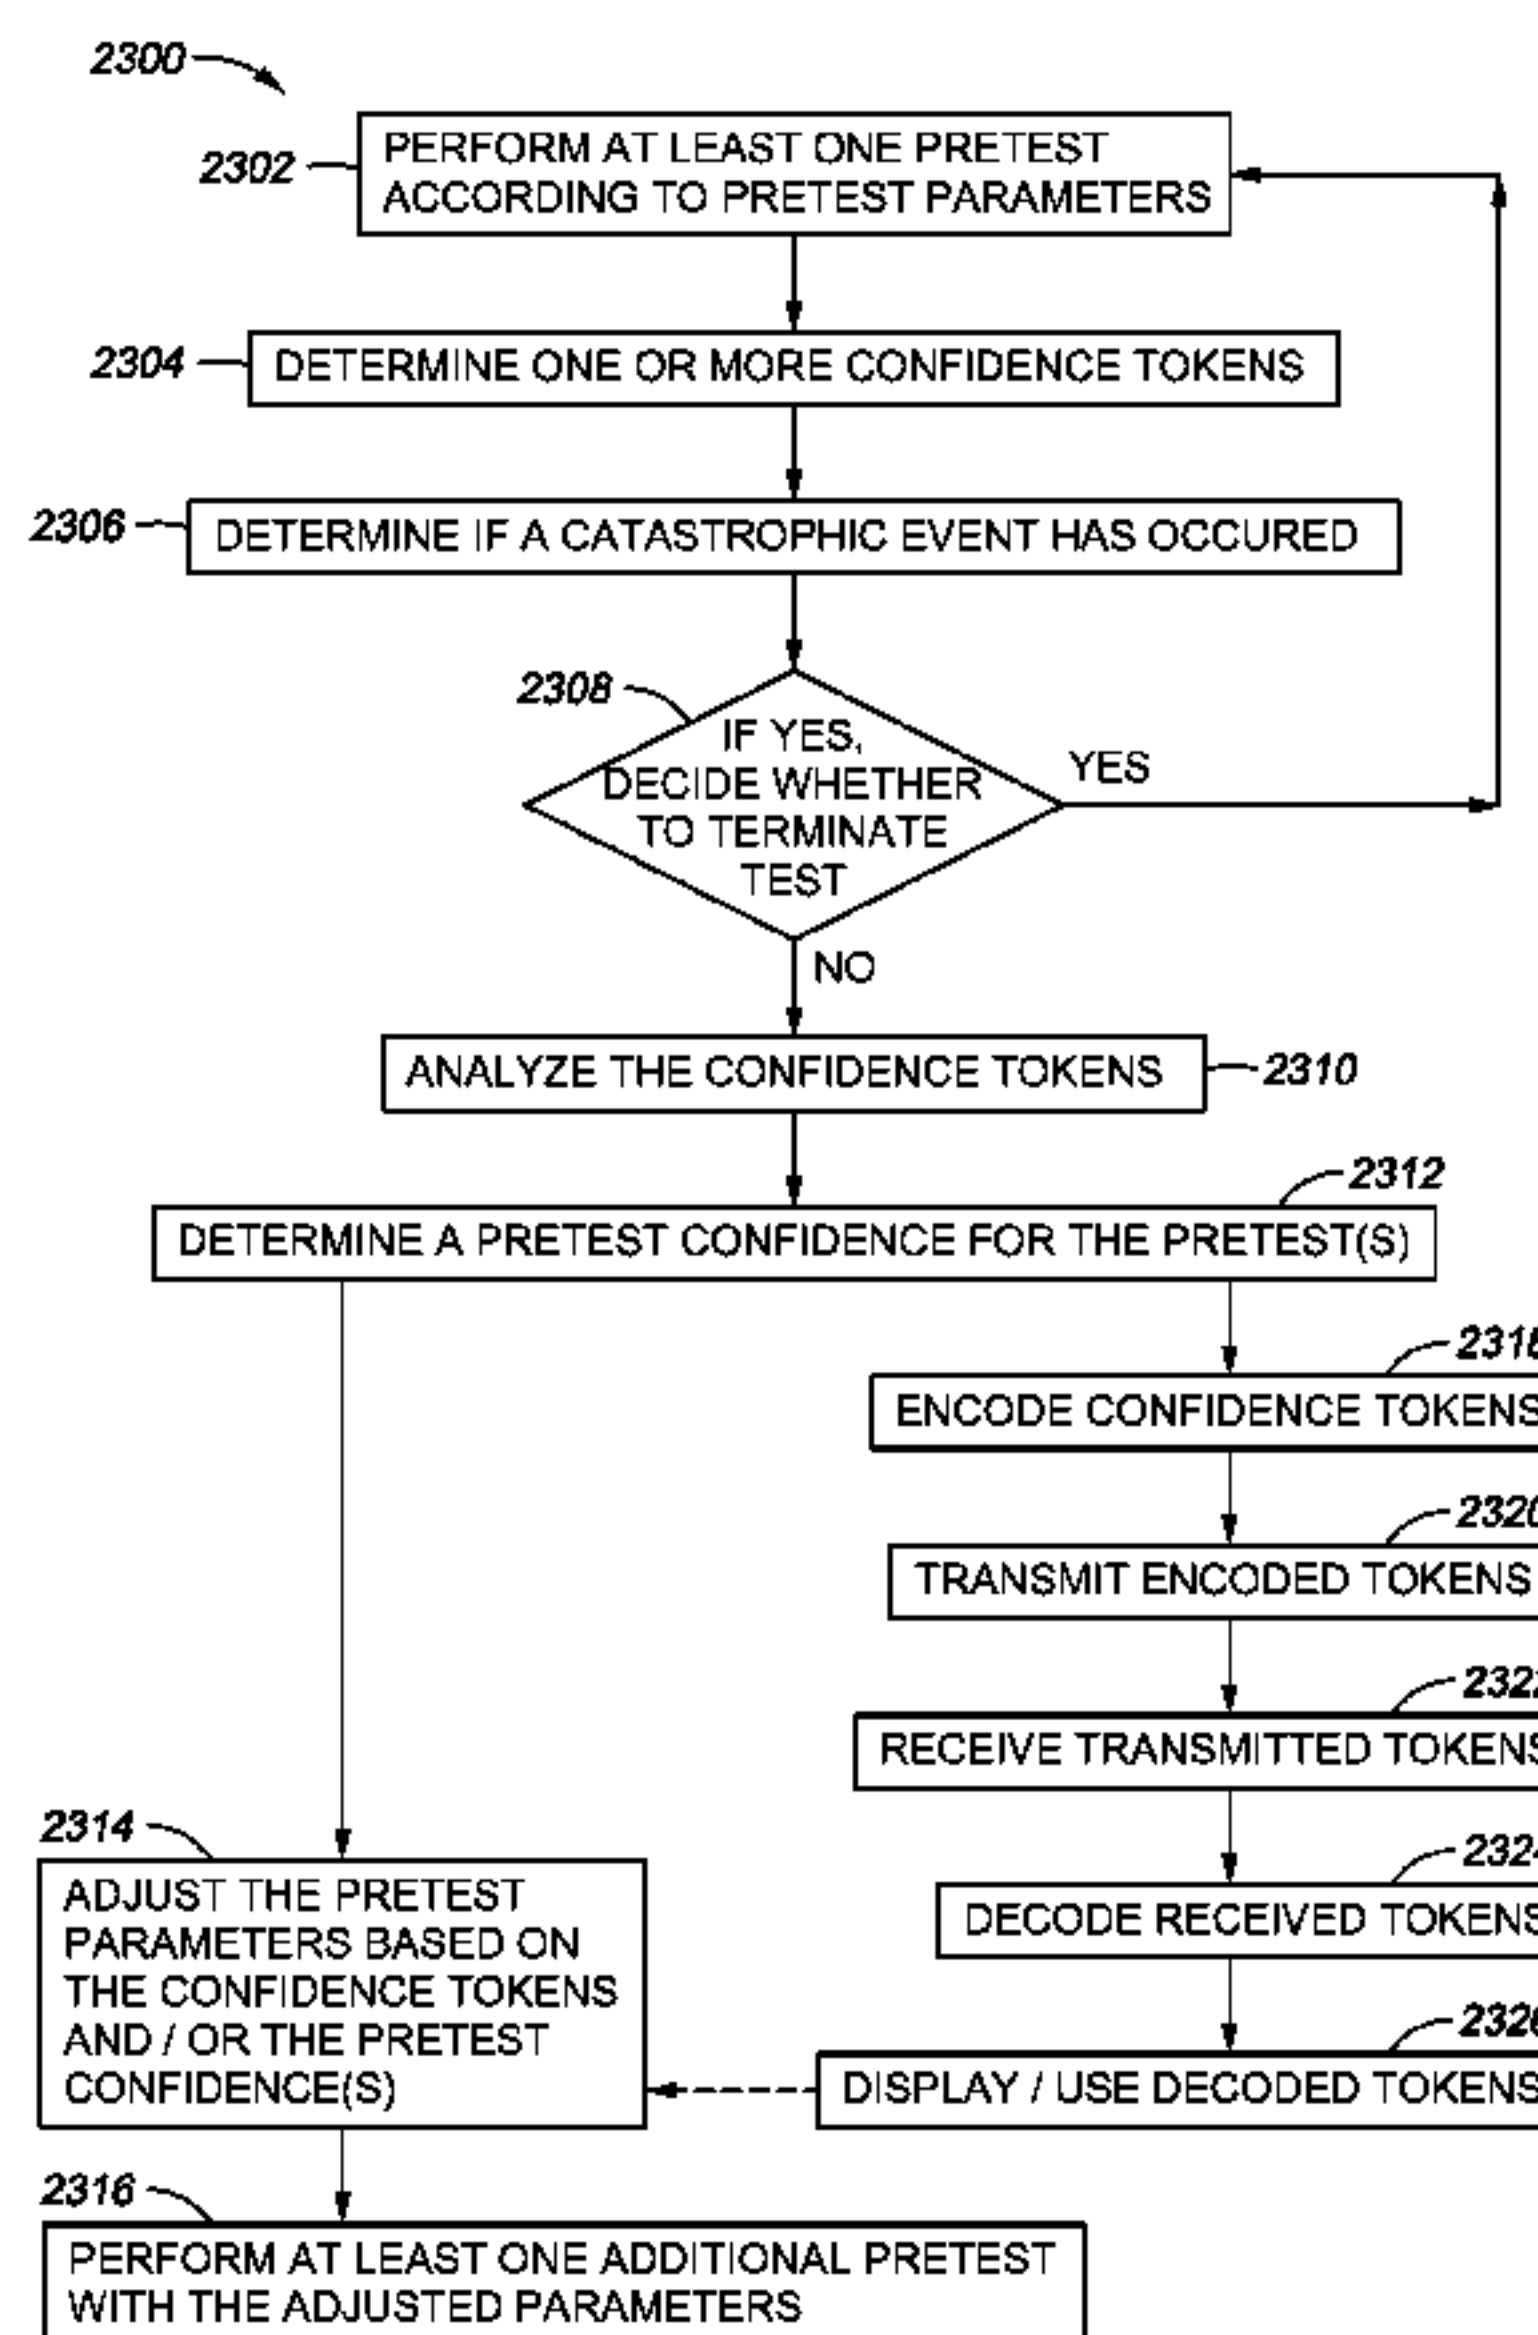 2300
2302
PERFORM AT LEAST ONE PRETEST
ACCORDING TO PRETEST PARAMETERS
2304
DETERMINE ONE OR MORE CONFIDENCE TOKENS
2306
DETERMINE IF A CATASTROPHIC EVENT HAS OCCURED
2308
IF YES,
DECIDE WHETHER
TO TERMINATE
TEST
YES
NO
ANALYZE THE CONFIDENCE TOKENS
2310
2312
DETERMINE A PRETEST CONFIDENCE FOR THE PRETEST(S)
ENCODE CONFIDENCE TOKENS
2320
TRANSMIT ENCODED TOKENS
2322
RECEIVE TRANSMITTED TOKENS
2324
DECODE RECEIVED TOKENS
2326
DISPLAY / USE DECODED TOKENS
2314
ADJUST THE PRETEST
PARAMETERS BASED ON
THE CONFIDENCE TOKENS
AND / OR THE PRETEST
CONFIDENCE(S)
2316
PERFORM AT LEAST ONE ADDITIONAL PRETEST
WITH THE ADJUSTED PARAMETERS